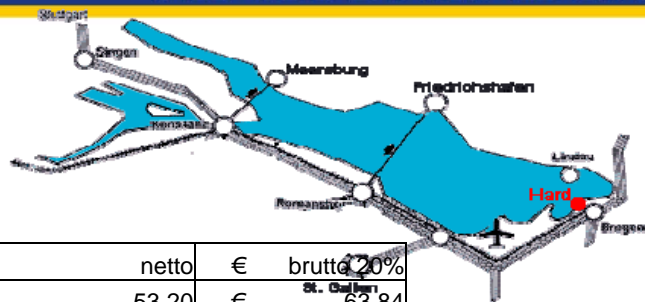 Stuttgart
Singen
Meersburg
Friedrichshafen
Konstanz
Lindau
Hard
Romanshorn
Bregenz
netto € brutto 20%
St. Gallen
53,20 € 63,84